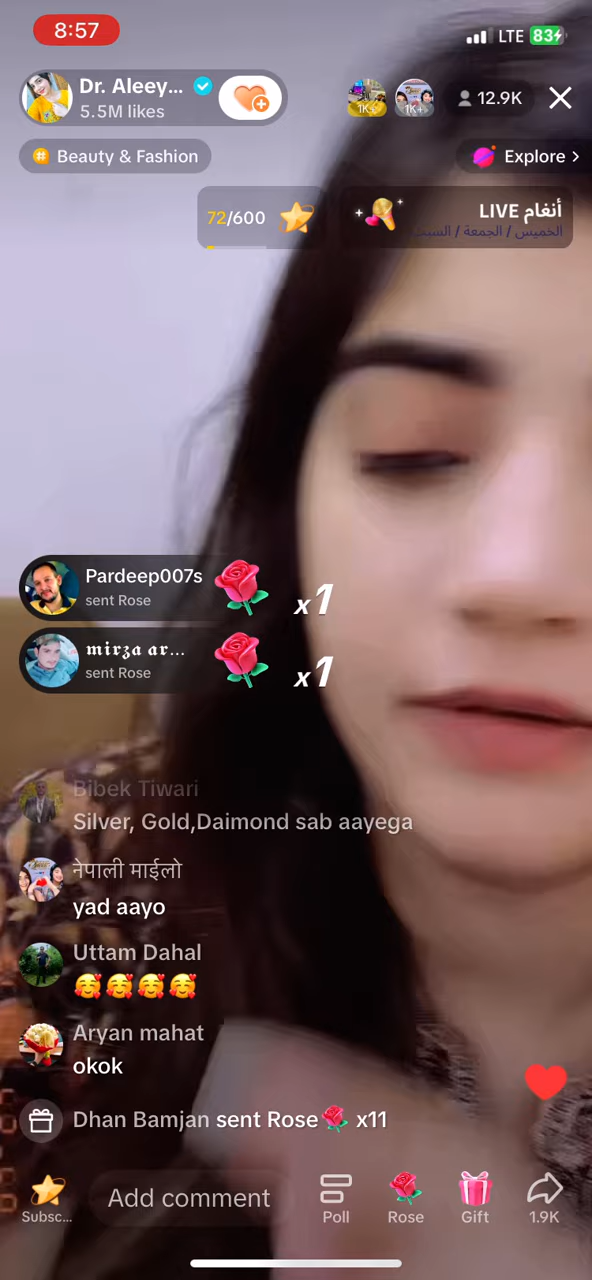 8:57
LTE 83
Dr. Aleey...
5.5M likes
1K+
1K+
12.9K
Beauty & Fashion
Explore >
72/600
أنغام LIVE
الخميس / الجمعة / السبت
Pardeep007s
sent Rose
x1
𝖒𝖎𝖗𝖟𝖆 𝖆𝖗...
sent Rose
x1
Bibek Tiwari
Silver, Gold,Daimond sab aayega
नेपाली माईलो
yad aayo
Uttam Dahal
🥰🥰🥰🥰
Aryan mahat
okok
Dhan Bamjan sent Rose🌹 x11
Subsc...
Add comment
Poll
Rose
Gift
1.9K